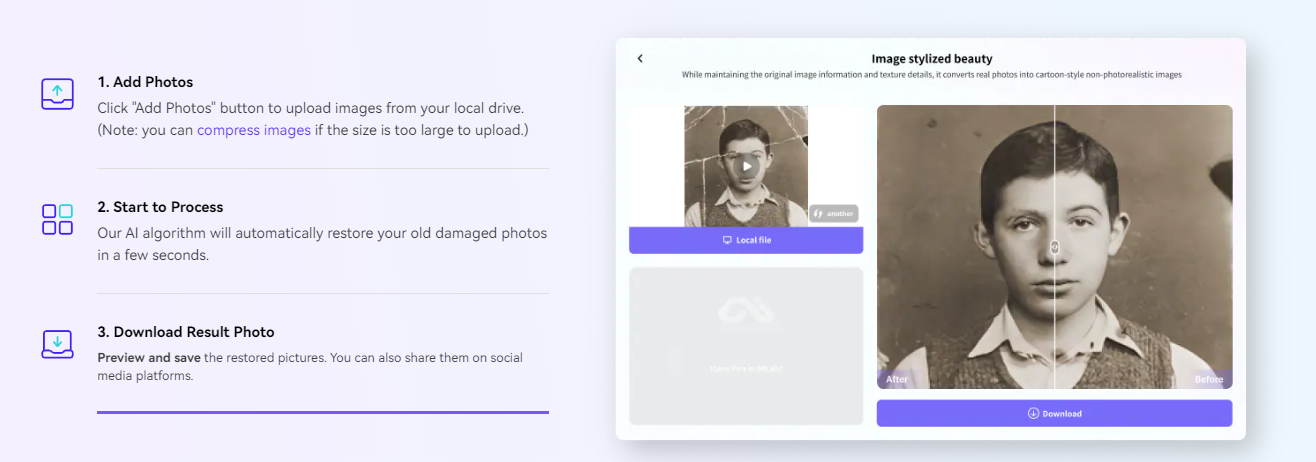 1. Add Photos
Click "Add Photos" button to upload images from your local drive.
(Note: you can compress images if the size is too large to upload.)
2. Start to Process
Our AI algorithm will automatically restore your old damaged photos
in a few seconds.
3. Download Result Photo
Preview and save the restored pictures. You can also share them on social
media platforms.
Image stylized beauty
While maintaining the original image information and texture details, it converts real photos into cartoon-style non-photorealistic images
another
Local file
After
Before
Download